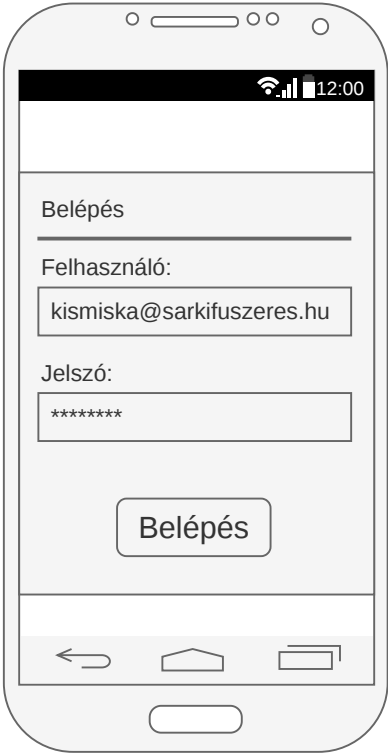 12:00
Belépés
Felhasználó:
kismiska@sarkifuszeres.hu
Jelszó:
********
Belépés